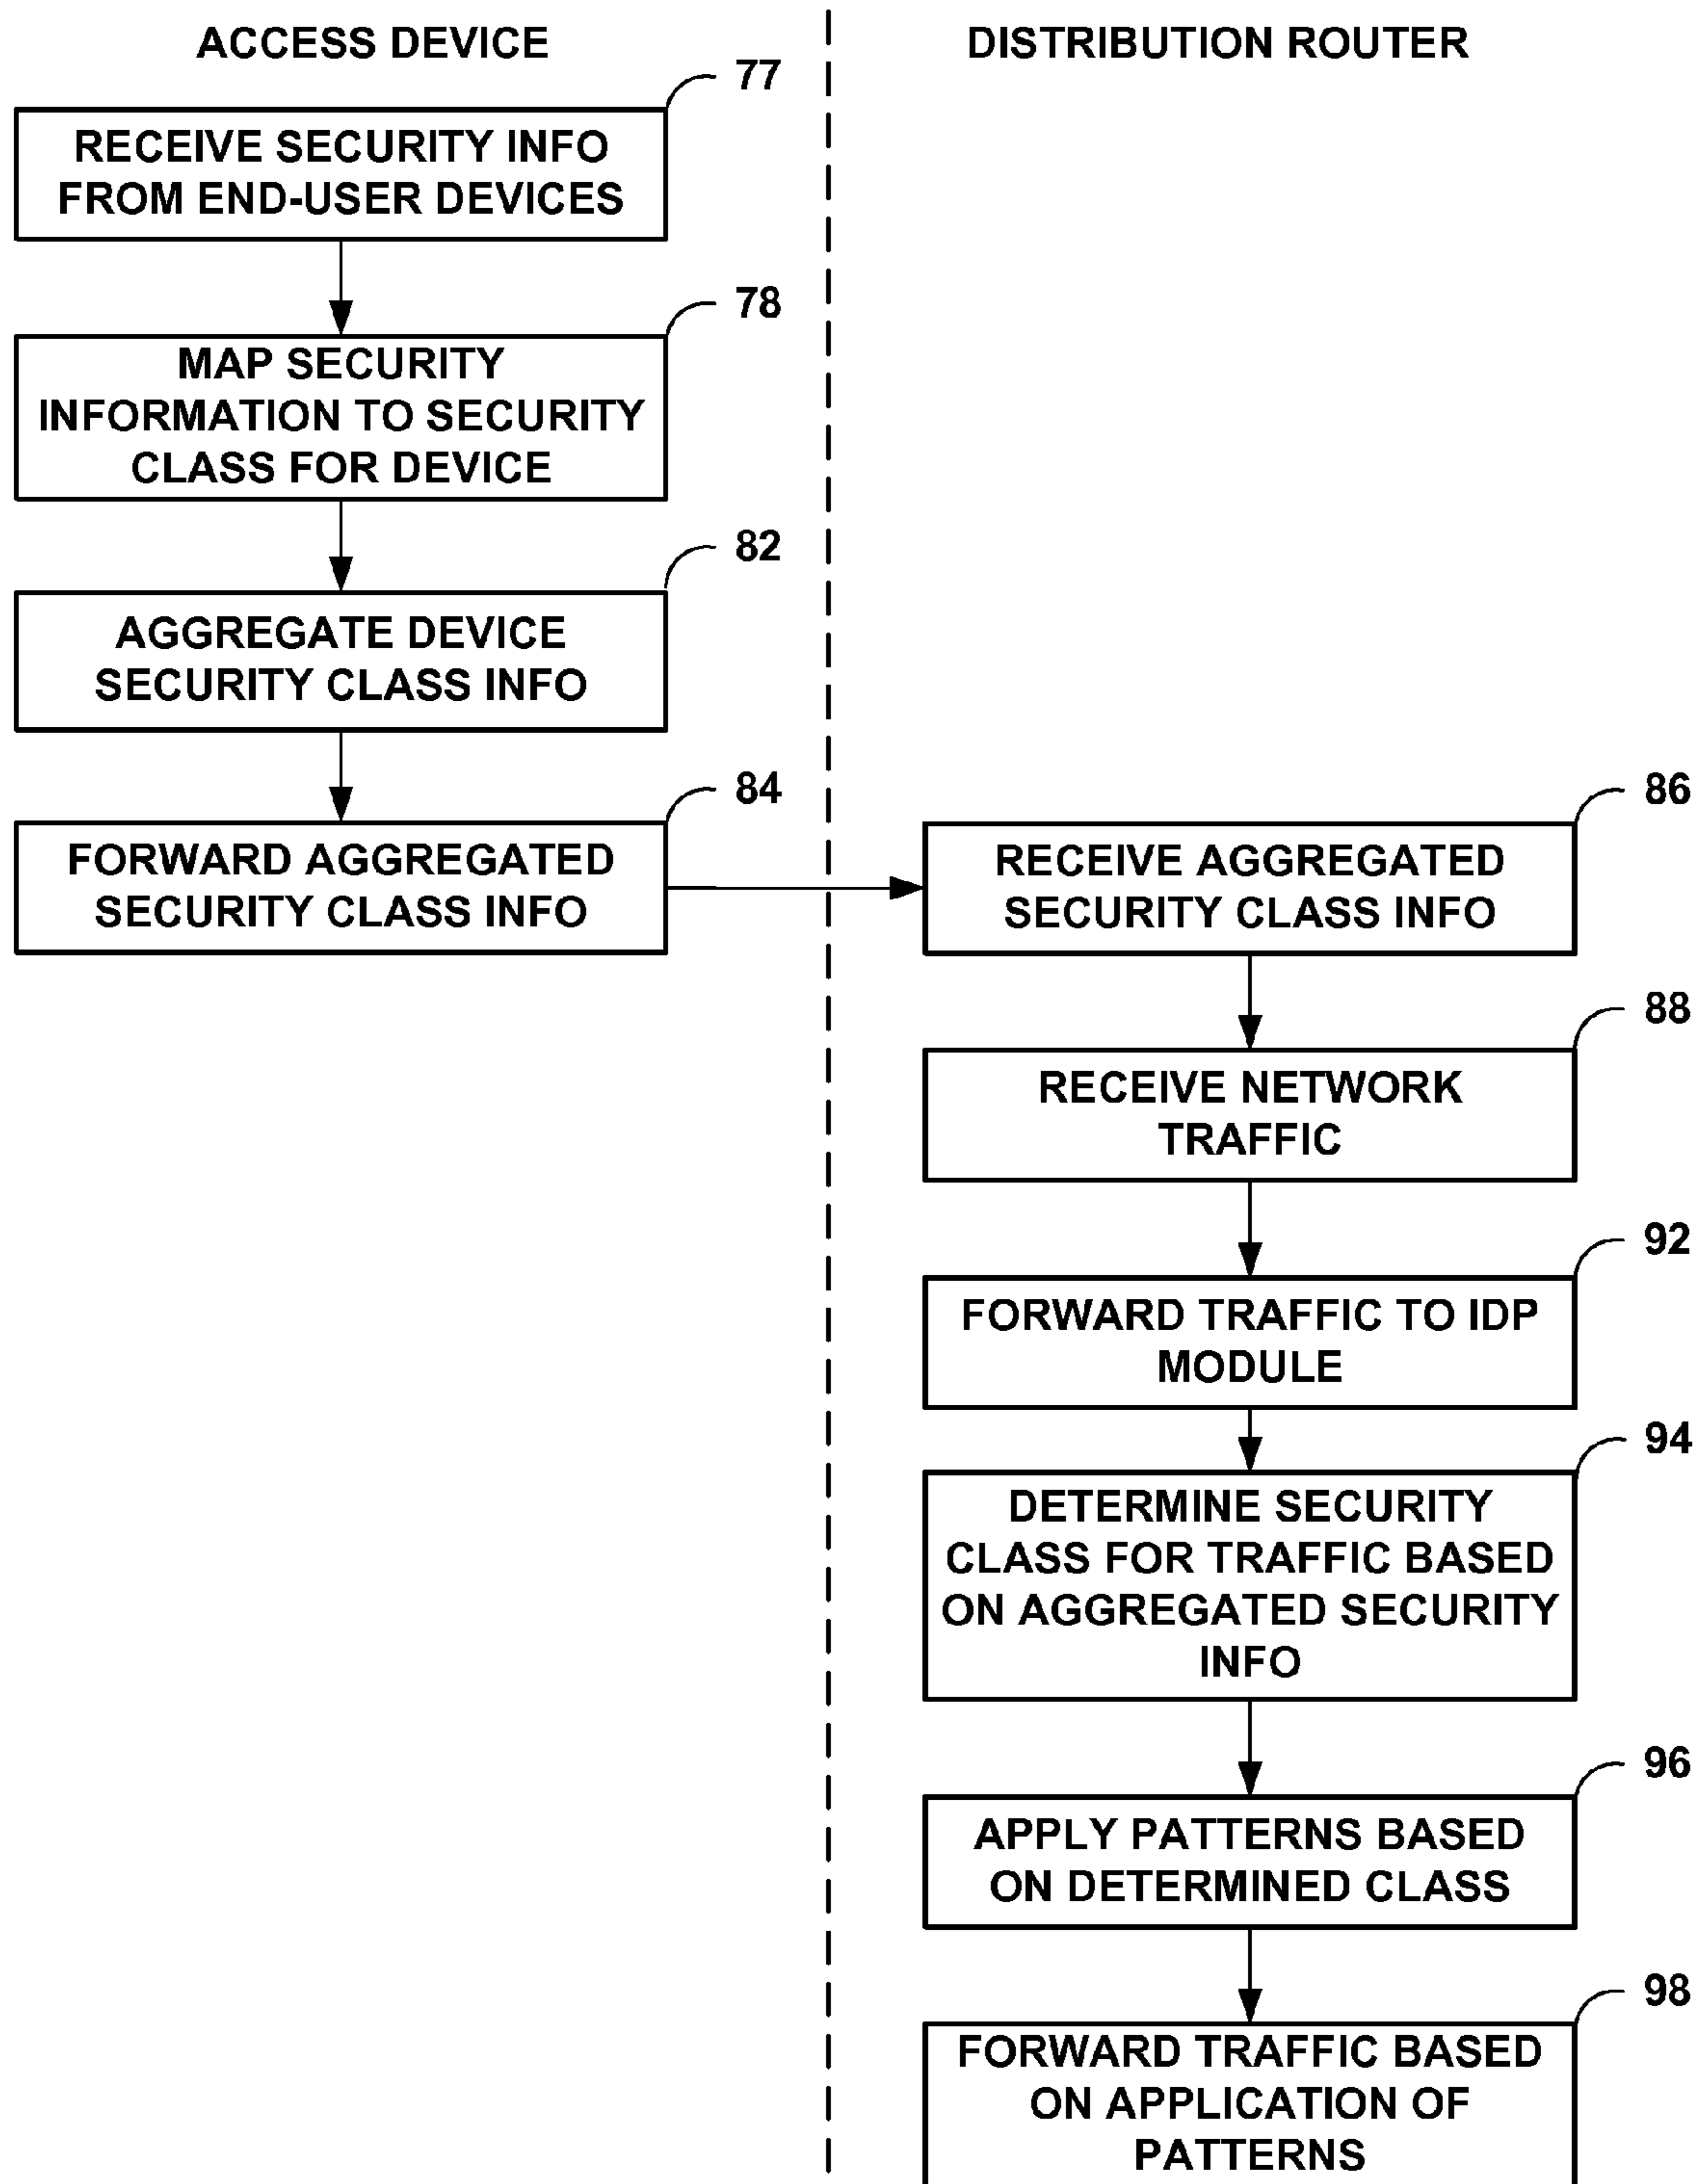 ACCESS DEVICE
77
RECEIVE SECURITY INFO
FROM END-USER DEVICES
78
MAP SECURITY
INFORMATION TO SECURITY
CLASS FOR DEVICE
82
AGGREGATE DEVICE
SECURITY CLASS INFO
84
FORWARD AGGREGATED
SECURITY CLASS INFO
DISTRIBUTION ROUTER
86
RECEIVE AGGREGATED
SECURITY CLASS INFO
88
RECEIVE NETWORK
TRAFFIC
92
FORWARD TRAFFIC TO IDP
MODULE
94
DETERMINE SECURITY
CLASS FOR TRAFFIC BASED
ON AGGREGATED SECURITY
INFO
96
APPLY PATTERNS BASED
ON DETERMINED CLASS
98
FORWARD TRAFFIC BASED
ON APPLICATION OF
PATTERNS